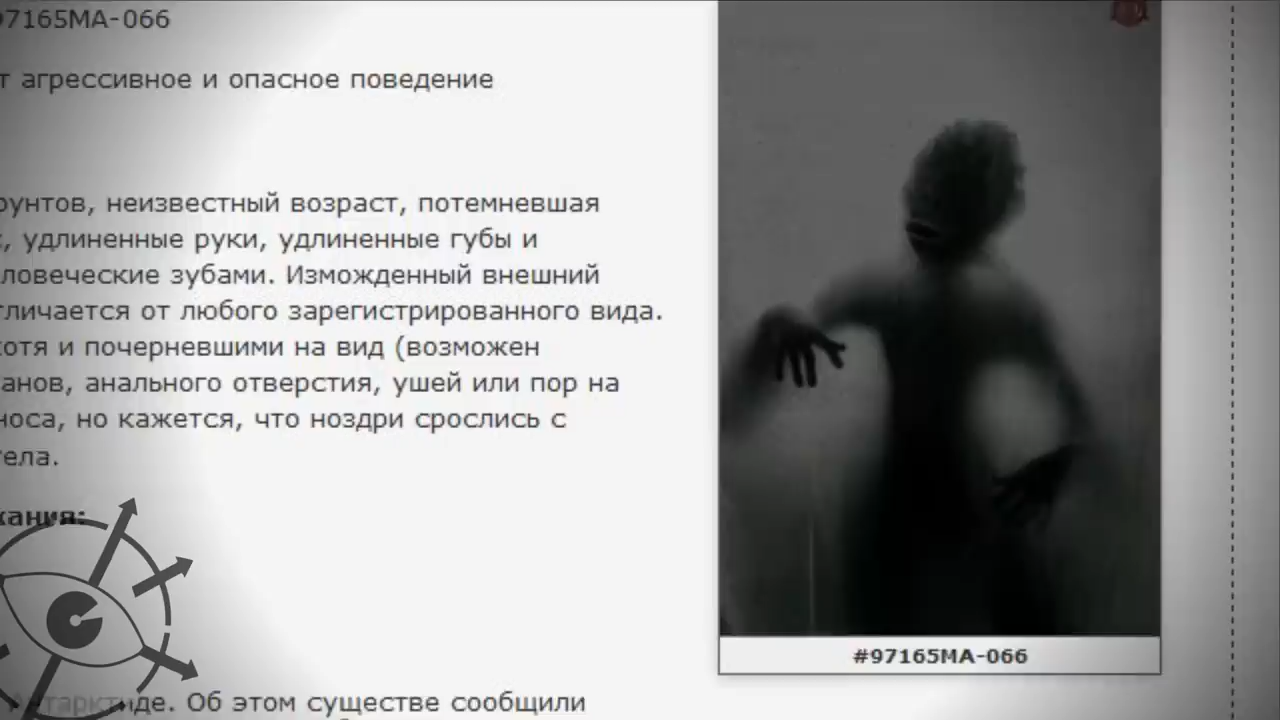 97165MA-066
т агрессивное и опасное поведение
рунтов, неизвестный возраст, потемневшая
, удлиненные руки, удлиненные губы и
ловеческие зубами. Изможденный внешний
тличается от любого зарегистрированного вида.
хотя и почерневшими на вид (возможен
анов, анального отверстия, ушей или пор на
носа, но кажется, что ноздри срослись с
тела.
кания:
#97165MA-066
Антарктиде. Об этом существе сообщили